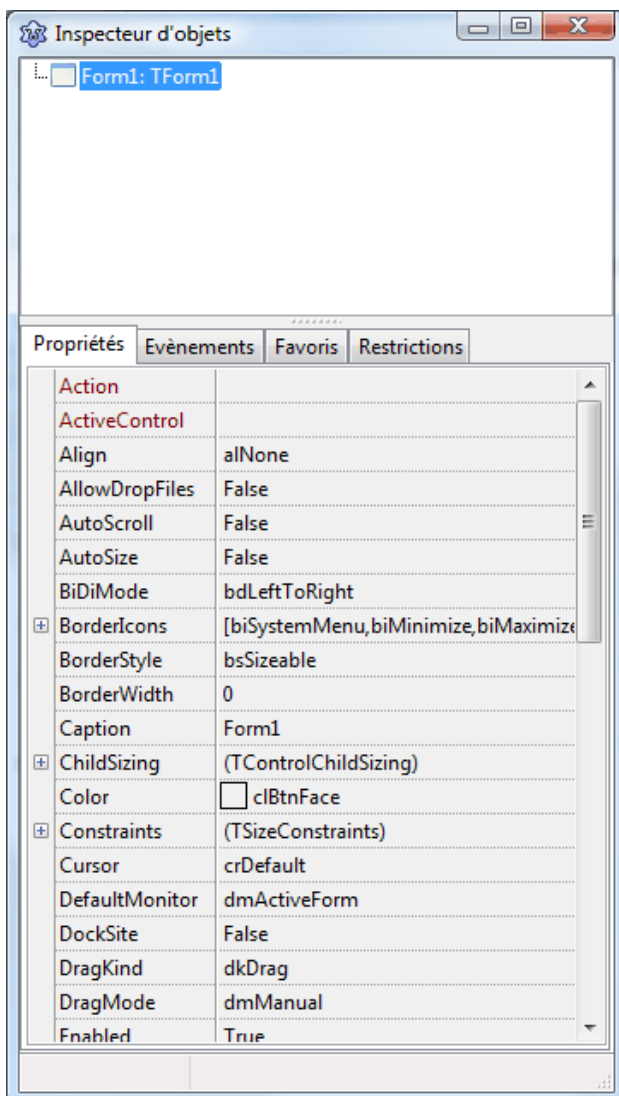 Inspecteur d'objets
Form1: TForm1
Propriétés Evènements Favoris Restrictions
Action
ActiveControl
Align alNone
AllowDropFiles False
AutoScroll False
AutoSize False
BiDiMode bdLeftToRight
BorderIcons [biSystemMenu,biMinimize,biMaximize
BorderStyle bsSizeable
BorderWidth 0
Caption Form1
ChildSizing (TControlChildSizing)
Color clBtnFace
Constraints (TSizeConstraints)
Cursor crDefault
DefaultMonitor dmActiveForm
DockSite False
DragKind dkDrag
DragMode dmManual
Enabled True